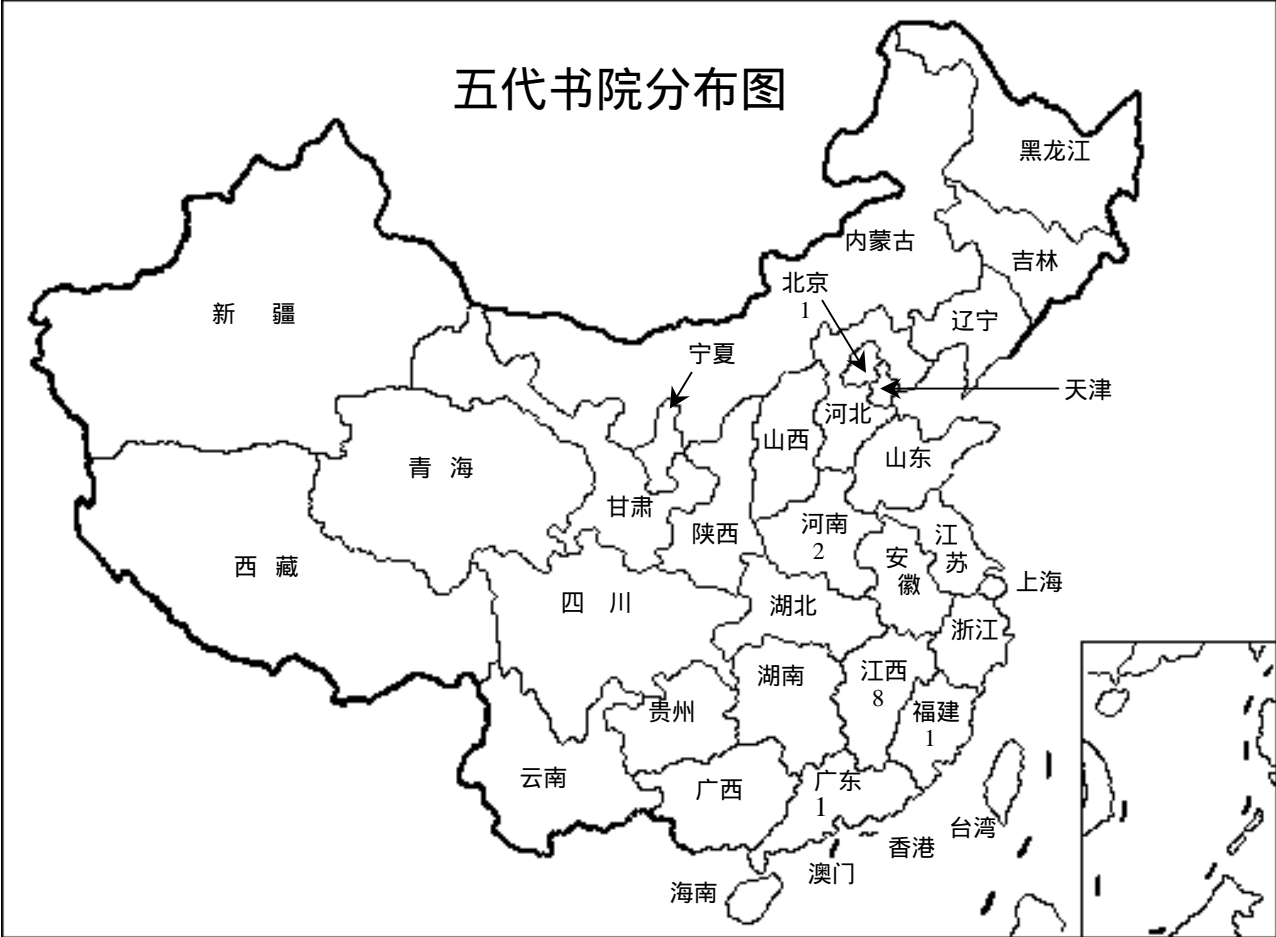 五代书院分布图
黑龙江
内蒙古
吉林
北京
1
辽宁
新 疆
宁夏
天津
河北
山西
山东
青 海
甘肃
陕西
河南
2
江
苏
安
徽
西 藏
上海
四 川
湖北
浙江
湖南
江西
8
贵州
福建
1
云南
广西
广东
1
台湾
香港
澳门
海南